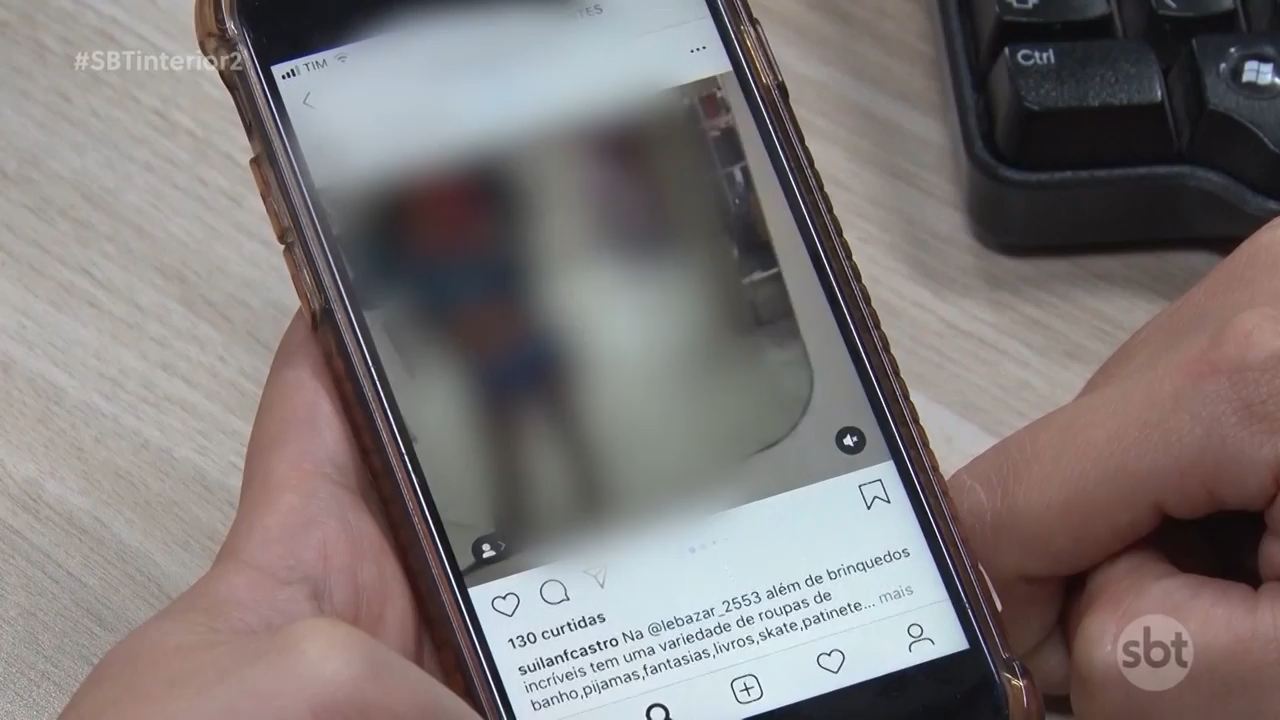 #SBTinterior2
TES
TIM
Ctrl
130 curtidas
suilanfcastro Na @lebazar_2553 além de brinquedos
incríveis tem uma variedade de roupas de
banho,pijamas,fantasias,livros,skate,patinete... mais
sbt